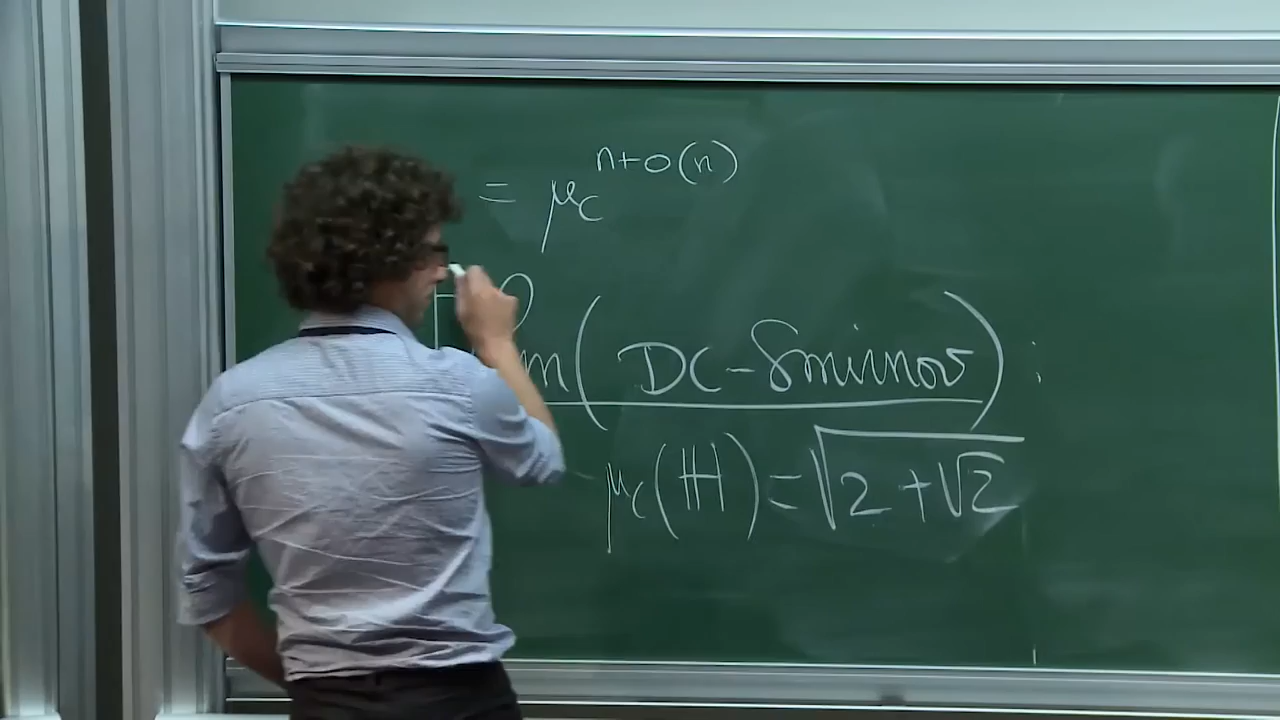 = μc^{n+o(n)}
(DC-Smirnov):
μc(ℍ) = √(2+√2)